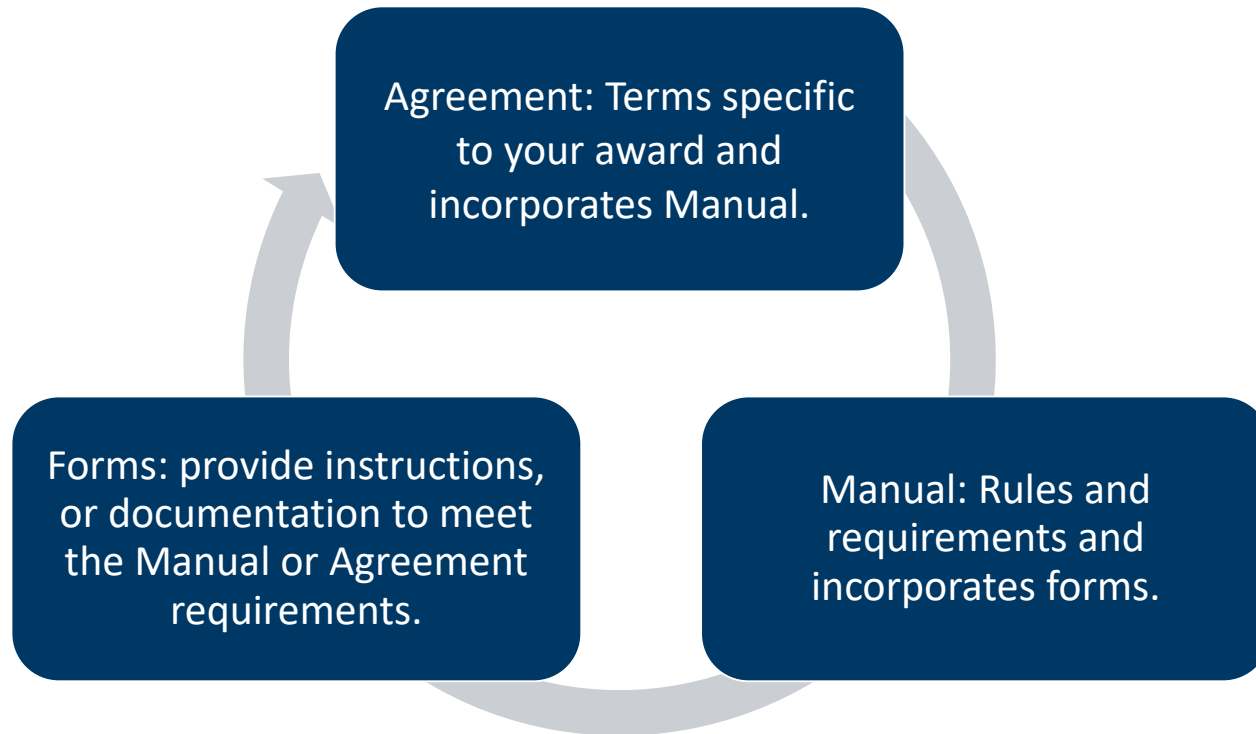 Agreement: Terms specific
to your award and
incorporates Manual.
Manual: Rules and
requirements and
incorporates forms.
Forms: provide instructions,
or documentation to meet
the Manual or Agreement
requirements.